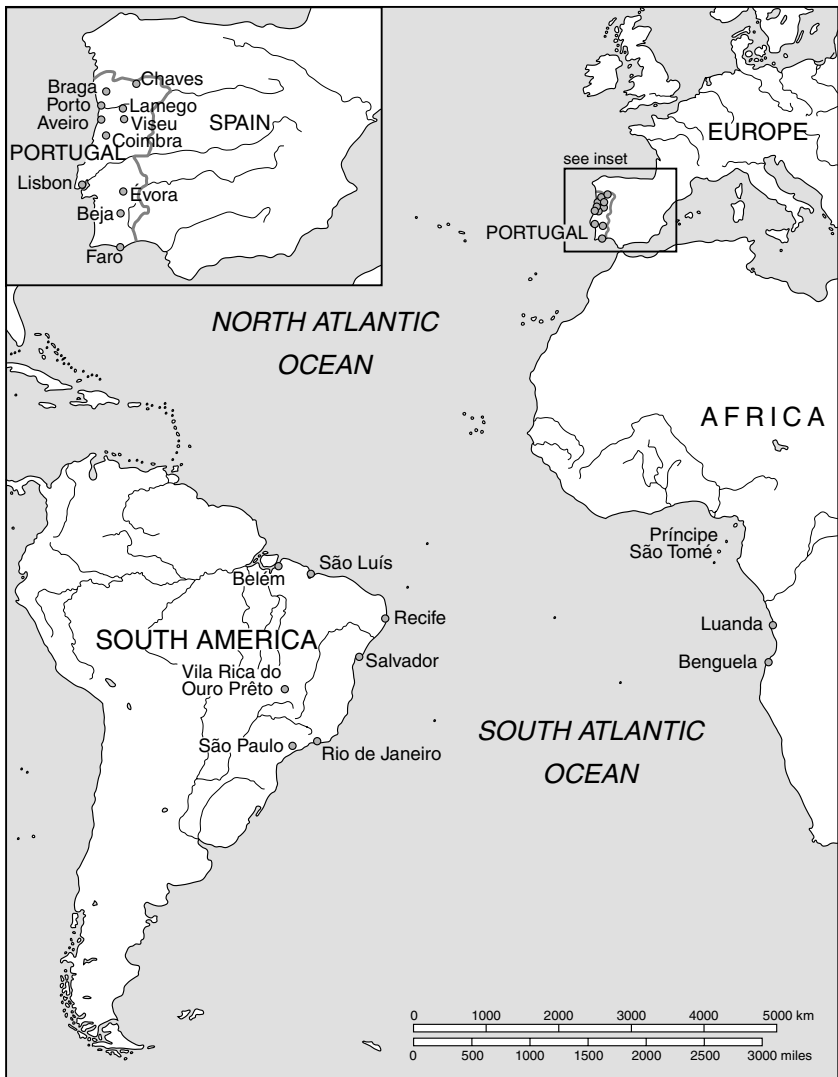 Chaves
Braga
Porto
Lamego
Aveiro
Viseu
SPAIN
Coimbra
PORTUGAL
Lisbon
Évora
Beja
Faro
EUROPE
see inset
PORTUGAL
NORTH ATLANTIC
OCEAN
AFRICA
Príncipe
São Tomé
São Luís
Belém
Recife
Luanda
SOUTH AMERICA
Salvador
Benguela
Vila Rica do
Ouro Prêto
São Paulo
Rio de Janeiro
SOUTH ATLANTIC
OCEAN
0 1000 2000 3000 4000 5000 km
0 500 1000 1500 2000 2500 3000 miles